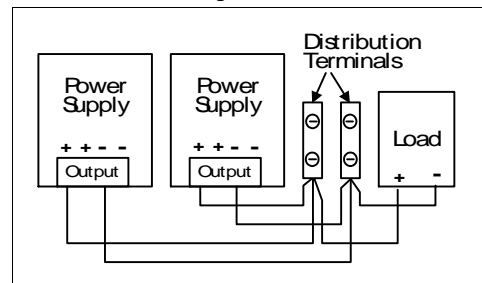 Distribution
Terminals
Power
Supply
Power
Supply
Load
+ + - -
+ + - -
+ -
Output
Output